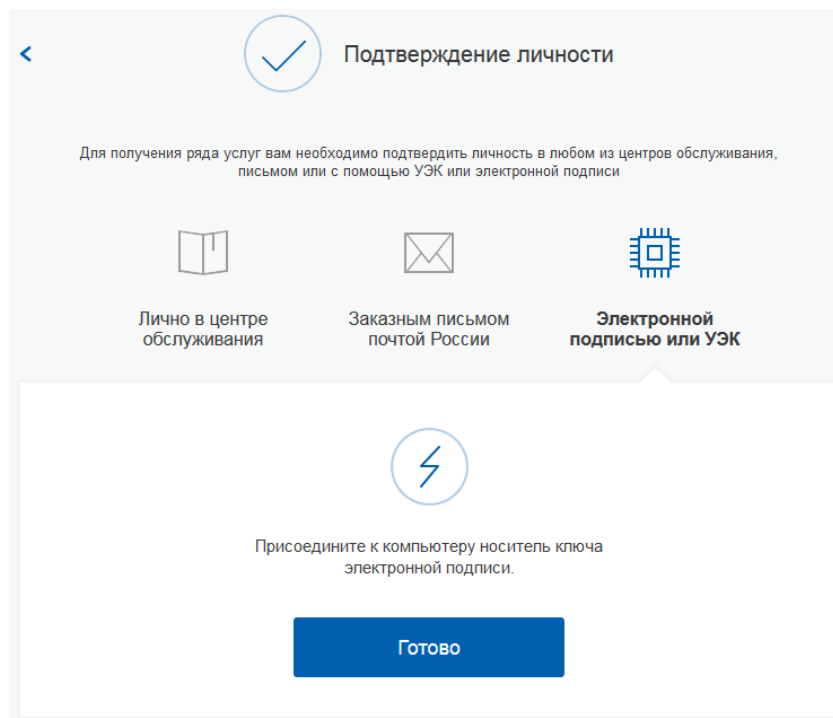 Подтверждение личности
Для получения ряда услуг вам необходимо подтвердить личность в любом из центров обслуживания,
письмом или с помощью УЭК или электронной подписи
Лично в центре
обслуживания
Заказным письмом
почтой России
Электронной
подписью или УЭК
Присоедините к компьютеру носитель ключа
электронной подписи.
Готово